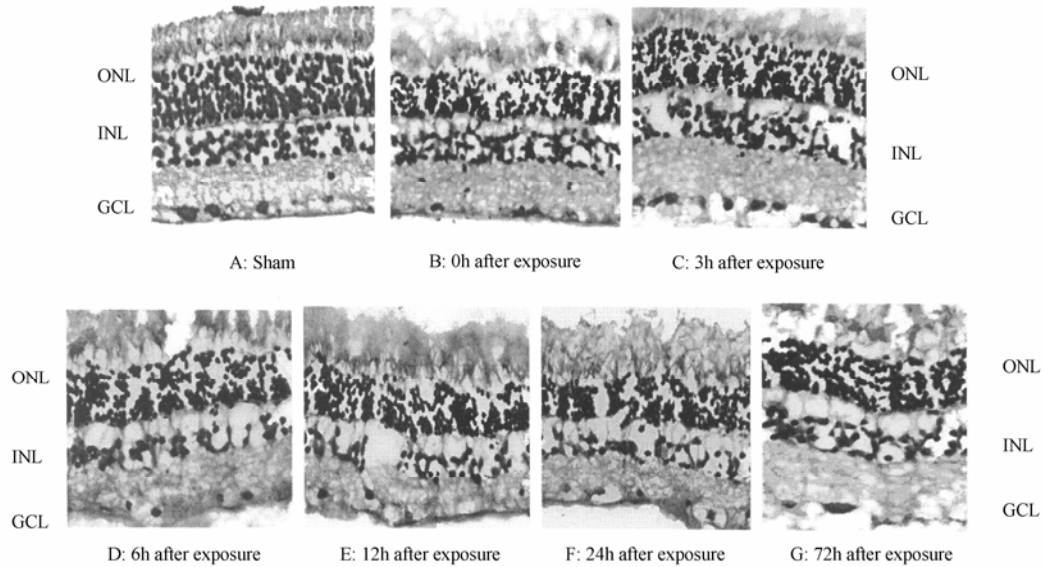 ONL
INL
GCL
ONL
INL
GCL
A: Sham
B: 0h after exposure
C: 3h after exposure
ONL
INL
GCL
ONL
INL
GCL
D: 6h after exposure
E: 12h after exposure
F: 24h after exposure
G: 72h after exposure